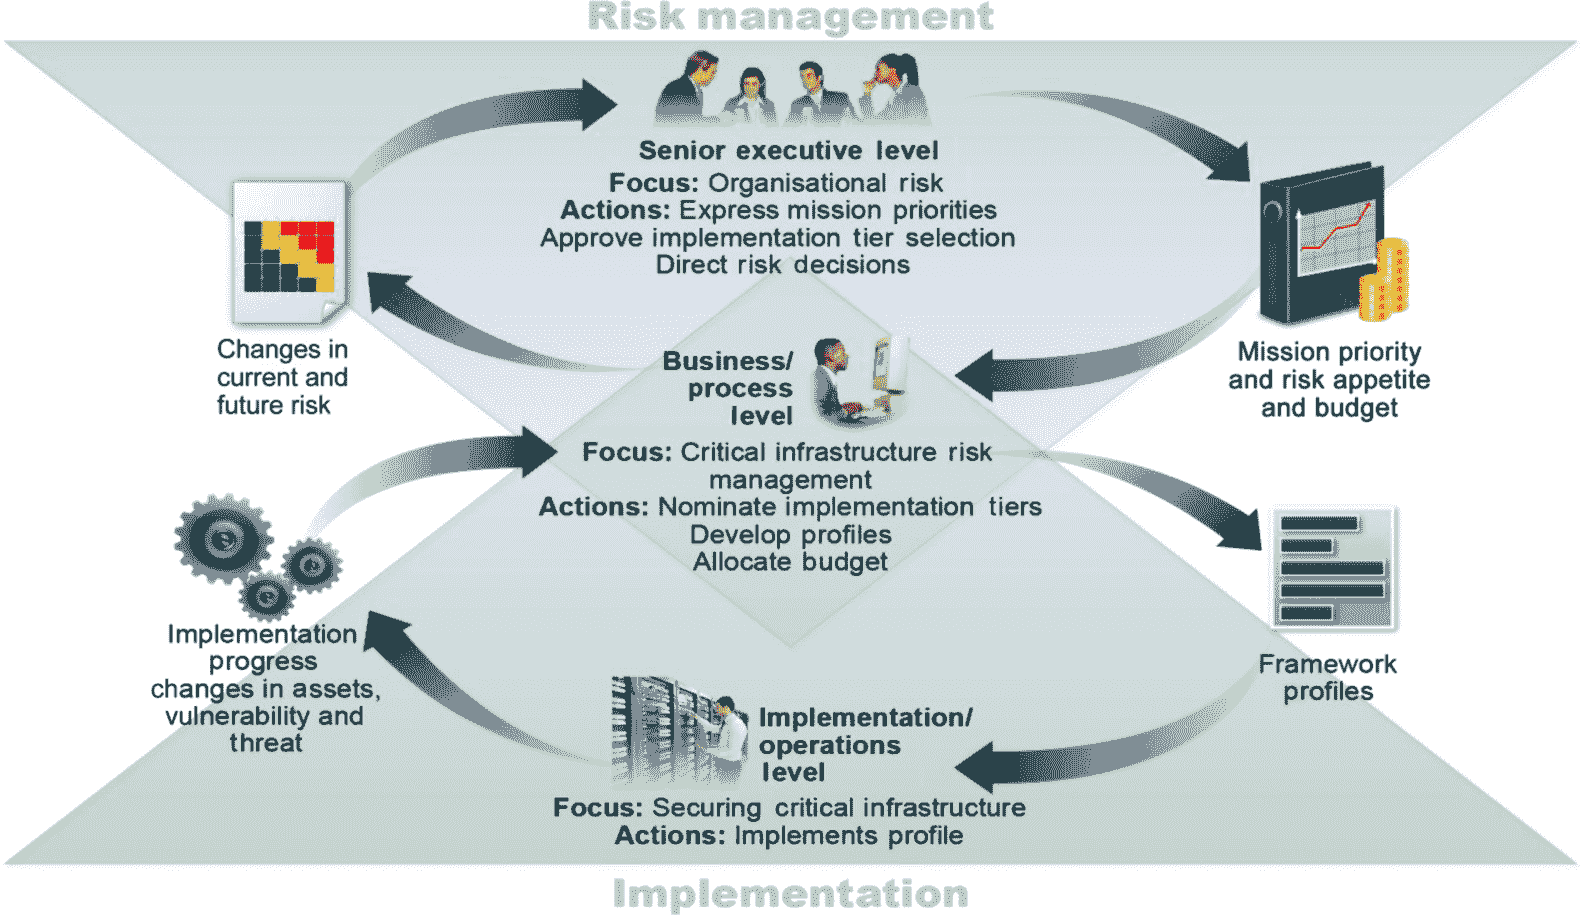 Risk management
Senior executive level
Focus: Organisational risk
Actions: Express mission priorities
Approve implementation tier selection
Direct risk decisions
Changes in
current and
future risk
Mission priority
and risk appetite
and budget
Business/
process
level
Focus: Critical infrastructure risk
management
Actions: Nominate implementation tiers
Develop profiles
Allocate budget
Implementation
progress
changes in assets,
vulnerability and
threat
Framework
profiles
Implementation/
operations
level
Focus: Securing critical infrastructure
Actions: Implements profile
Implementation